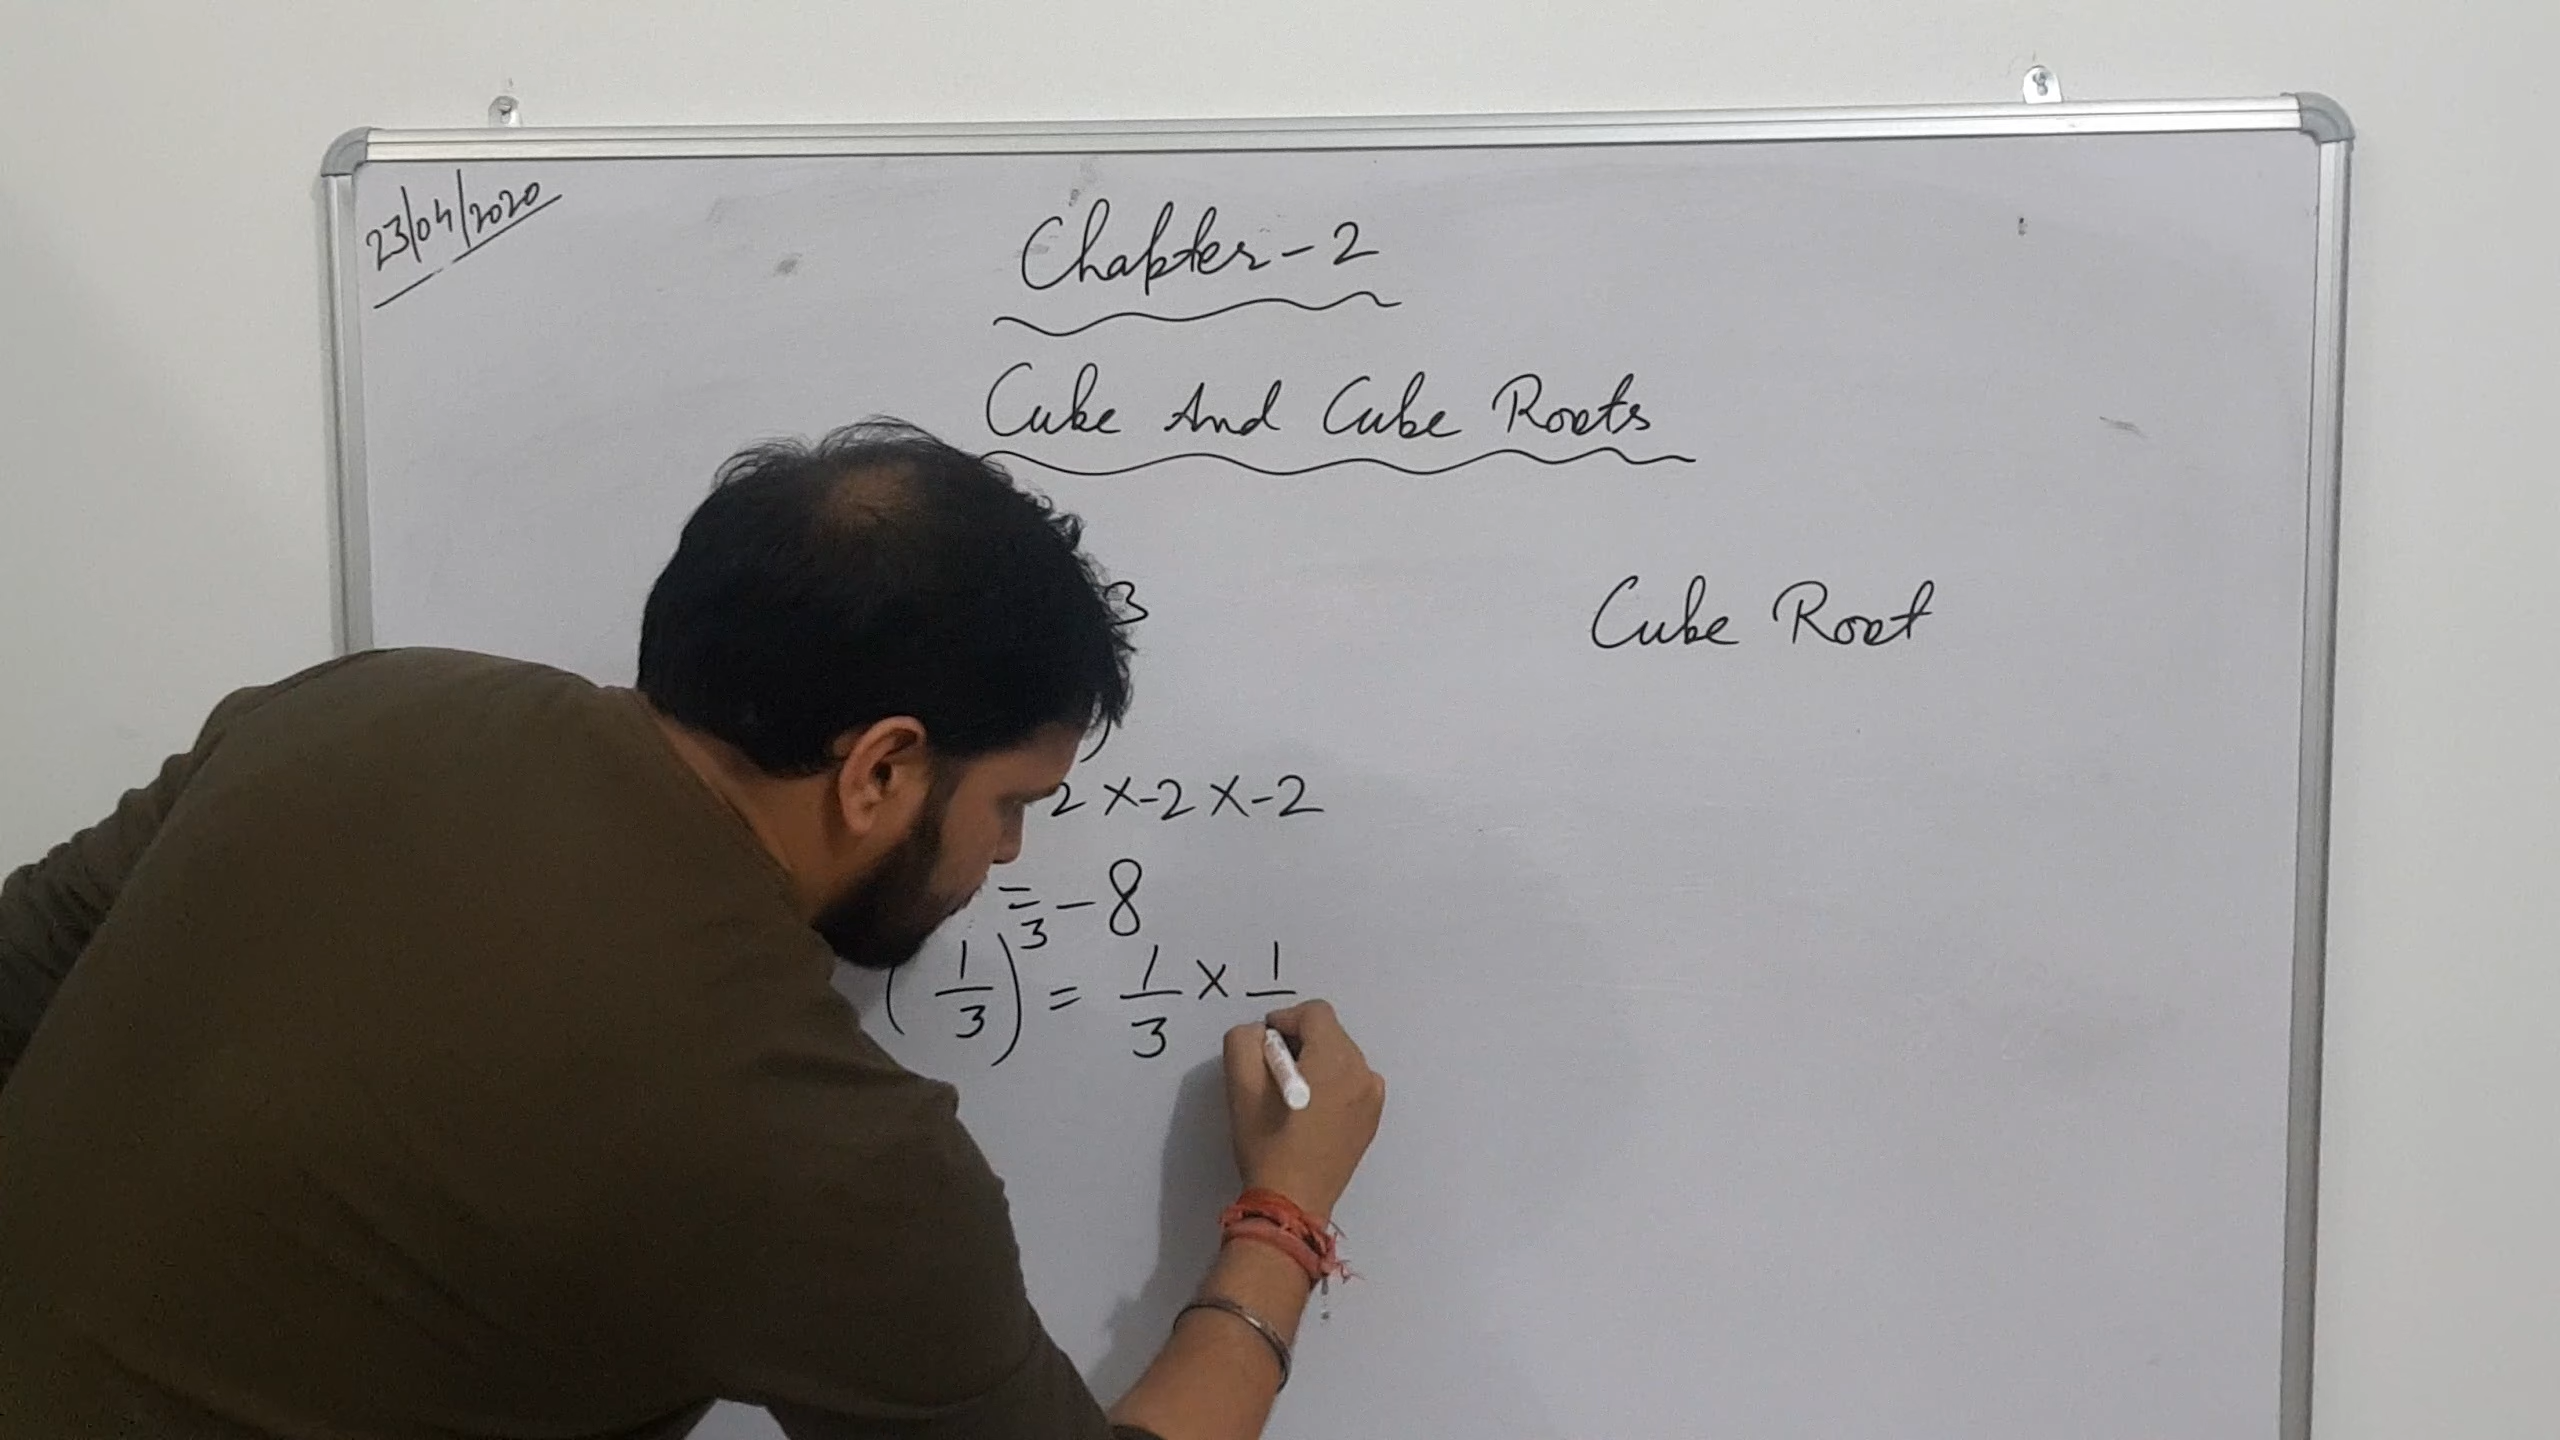 23/04/2020
Chapter-2
Cube And Cube Roots
3
Cube Root
)
2 x -2 x -2
= -8
(1/3)³ = 1/3 x 1